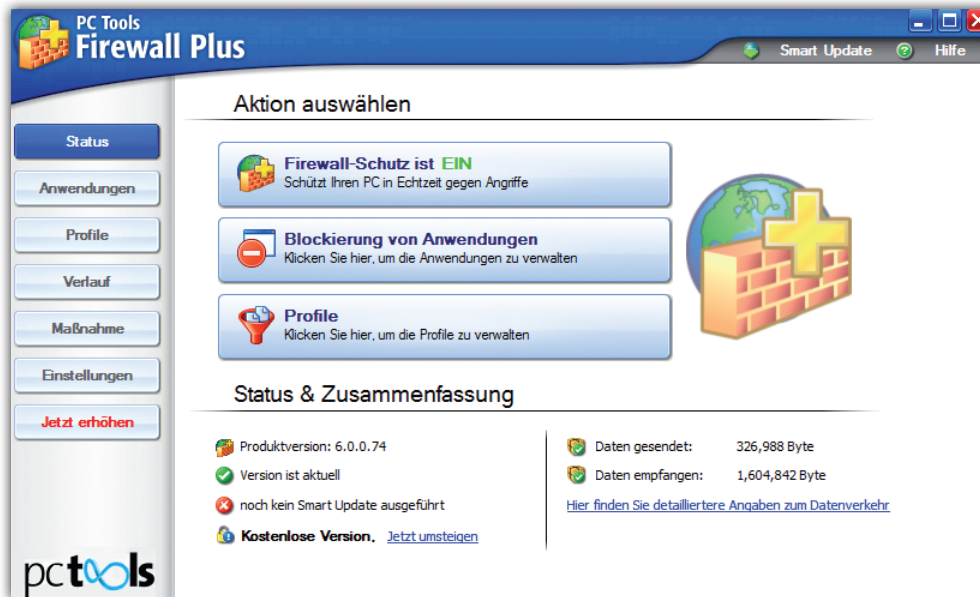 PC Tools
Firewall Plus
Smart Update
Hilfe
Aktion auswählen
Status
Anwendungen
Profile
Verlauf
Maßnahme
Einstellungen
Jetzt erhöhen
Firewall-Schutz ist EIN
Schützt Ihren PC in Echtzeit gegen Angriffe
Blockierung von Anwendungen
Klicken Sie hier, um die Anwendungen zu verwalten
Profile
Klicken Sie hier, um die Profile zu verwalten
Status & Zusammenfassung
Produktversion: 6.0.0.74
Version ist aktuell
noch kein Smart Update ausgeführt
Kostenlose Version. Jetzt umsteigen
Daten gesendet: 326,988 Byte
Daten empfangen: 1,604,842 Byte
Hier finden Sie detailliertere Angaben zum Datenverkehr
pctools